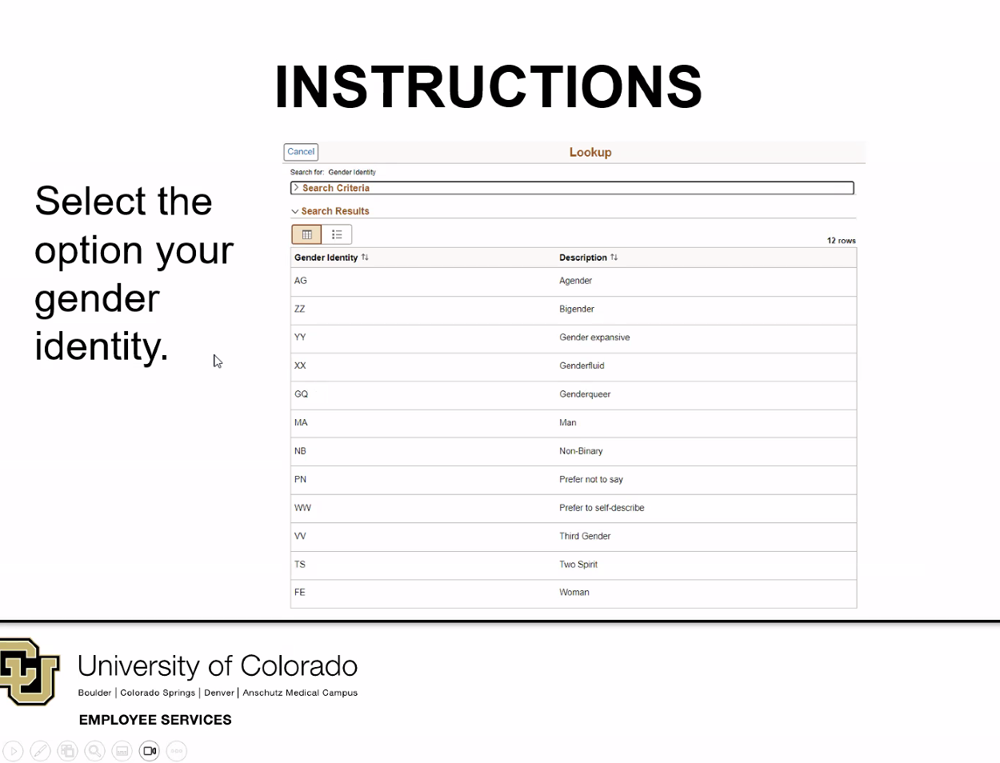 INSTRUCTIONS
Select the
option your
gender
identity.
Cancel
Lookup
Search for: Gender Identity
Search Criteria
Search Results
12 rows
Gender Identity Description
AG Agender
ZZ Bigender
YY Gender expansive
XX Genderfluid
GQ Genderqueer
MA Man
NB Non-Binary
PN Prefer not to say
WW Prefer to self-describe
VV Third Gender
TS Two Spirit
FE Woman
CU
University of Colorado
Boulder | Colorado Springs | Denver | Anschutz Medical Campus
EMPLOYEE SERVICES